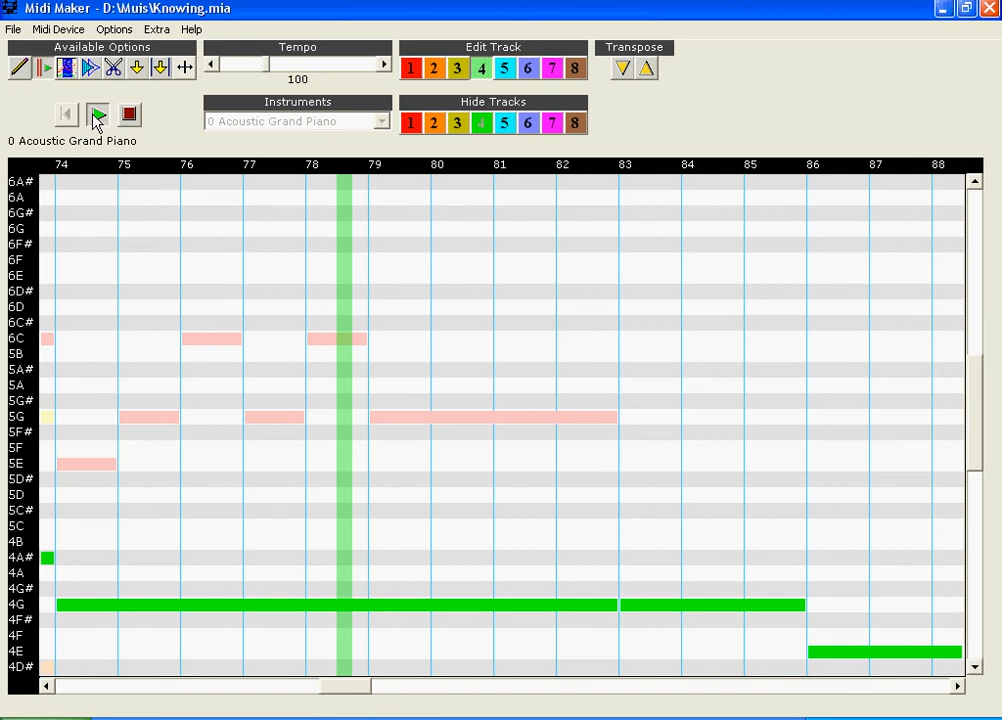 Midi Maker - D:\Muis\Knowing.mia
File Midi Device Options Extra Help
Available Options Tempo Edit Track Transpose
1 2 3 4 5 6 7 8
100
Instruments Hide Tracks
0 Acoustic Grand Piano 1 2 3 4 5 6 7 8
0 Acoustic Grand Piano
74 75 76 77 78 79 80 81 82 83 84 85 86 87 88
6A#
6A
6G#
6G
6F#
6F
6E
6D#
6D
6C#
6C
5B
5A#
5A
5G#
5G
5F#
5F
5E
5D#
5D
5C#
5C
4B
4A#
4A
4G#
4G
4F#
4F
4E
4D#